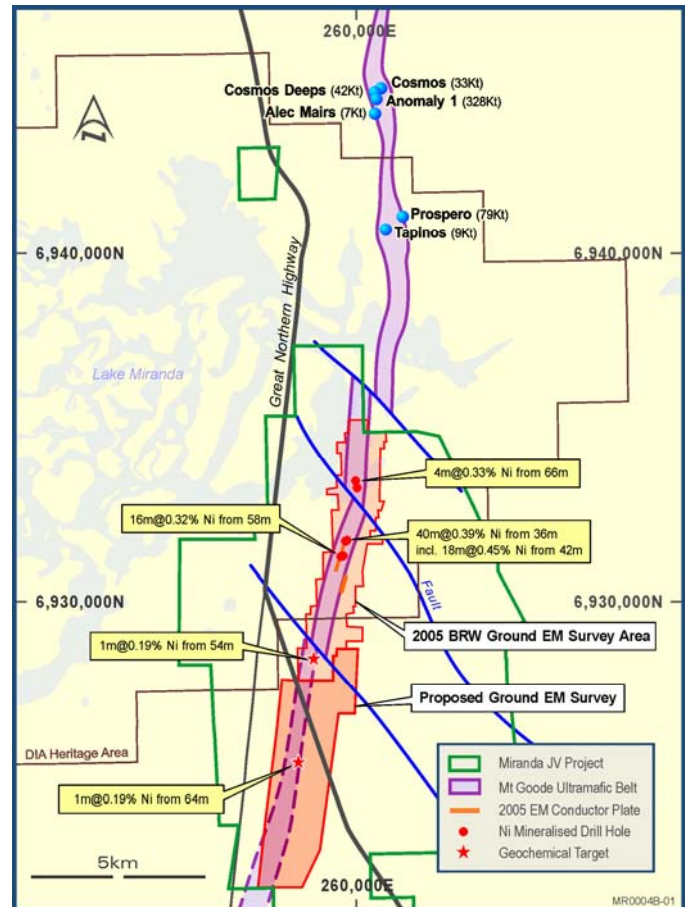 260,000E
Cosmos Deeps (42Kt)
Cosmos (33Kt)
Anomaly 1 (328Kt)
Alec Mairs (7Kt)
Prospero (79Kt)
Tapinos (9Kt)
6,940,000N
6,940,000N
Great Northern Highway
Lake Miranda
4m@0.33% Ni from 66m
16m@0.32% Ni from 58m
40m@0.39% Ni from 36m
incl. 18m@0.45% Ni from 42m
6,930,000N
6,930,000N
Fault
2005 BRW Ground EM Survey Area
1m@0.19% Ni from 54m
Proposed Ground EM Survey
DIA Heritage Area
1m@0.19% Ni from 64m
Miranda JV Project
Mt Goode Ultramafic Belt
2005 EM Conductor Plate
Ni Mineralised Drill Hole
Geochemical Target
5km
260,000E
MR0004B-01